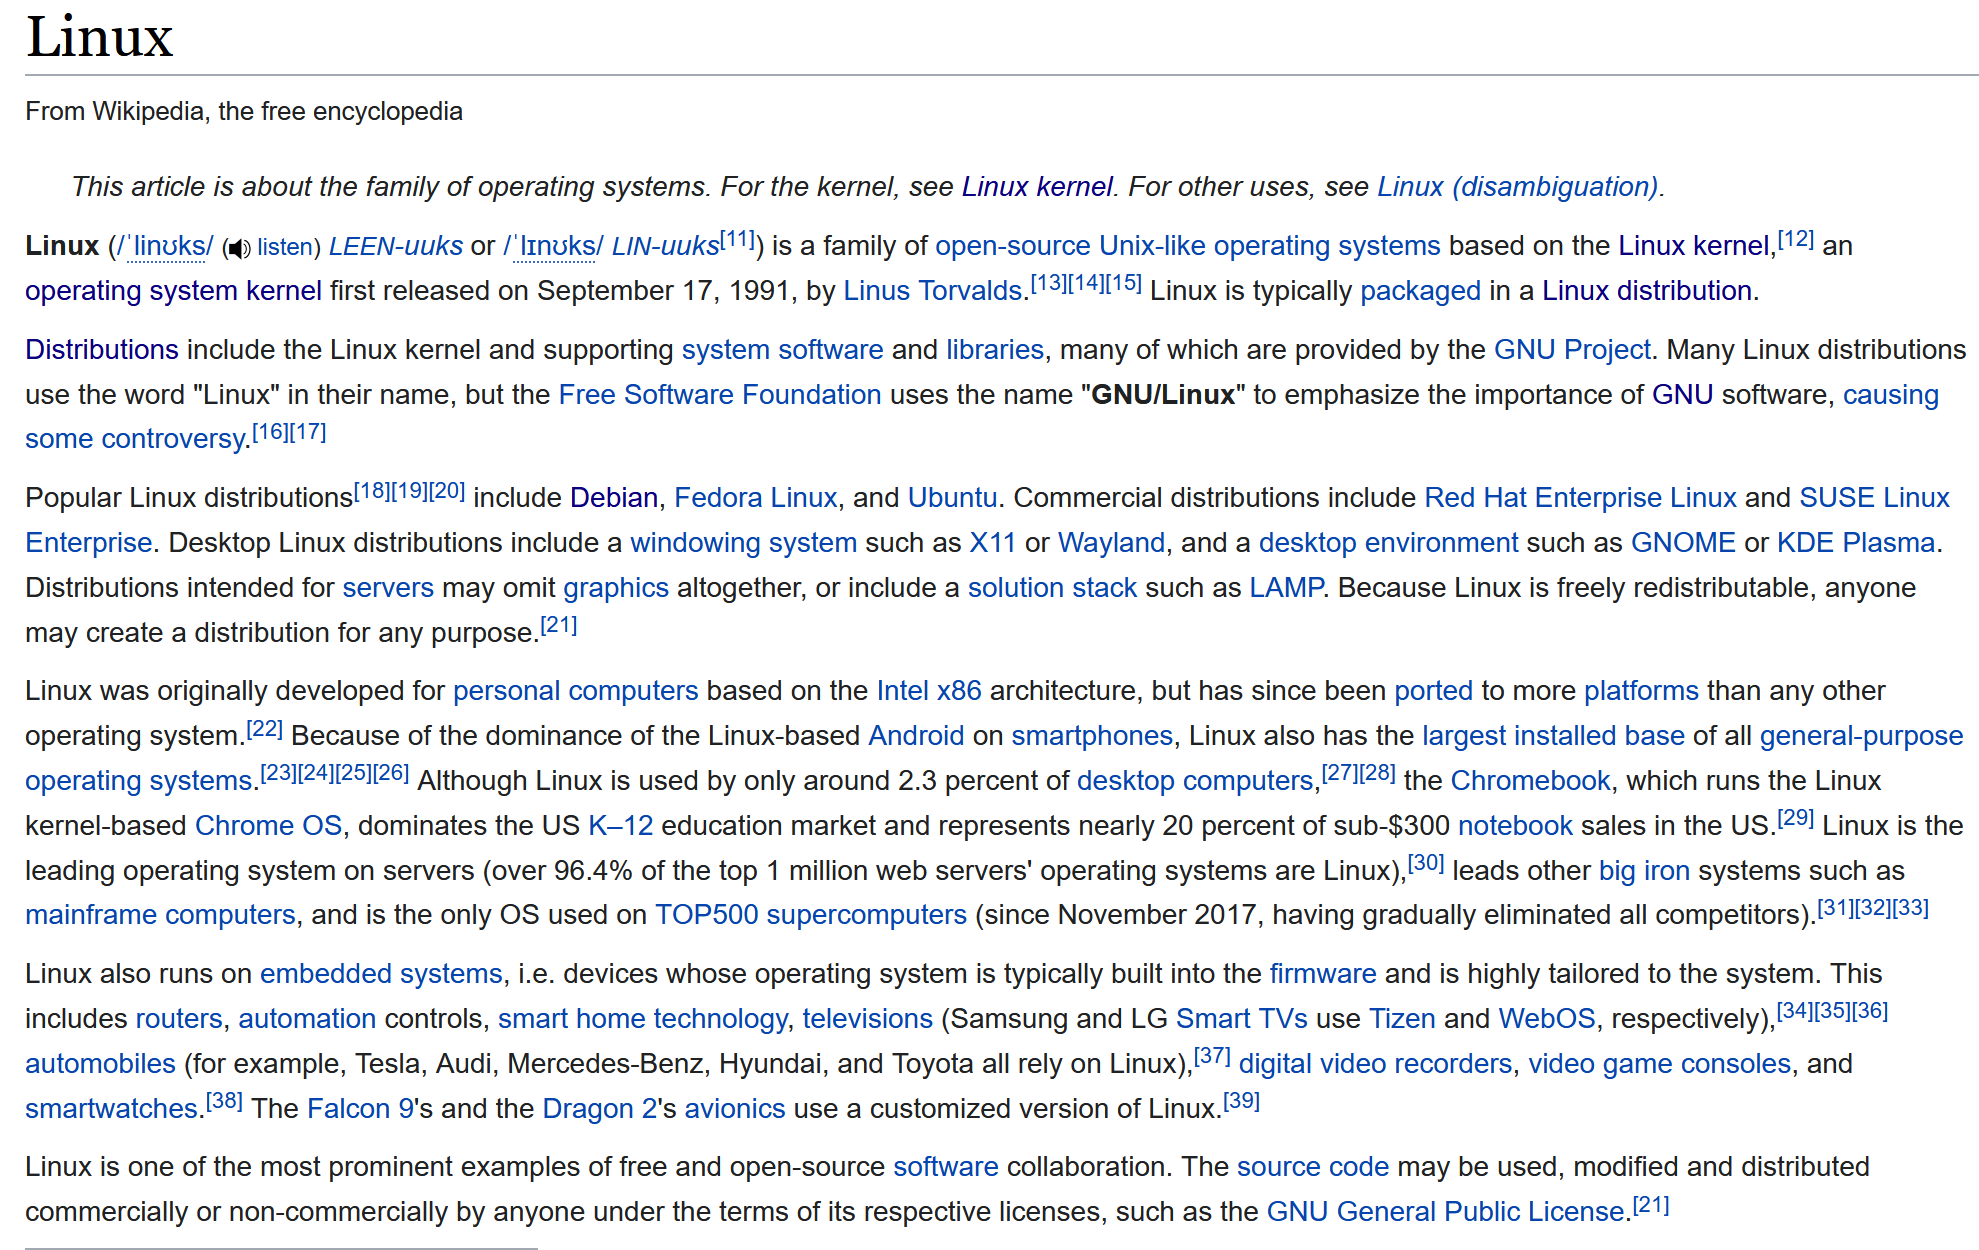 Linux
From Wikipedia, the free encyclopedia
This article is about the family of operating systems. For the kernel, see Linux kernel. For other uses, see Linux (disambiguation).
Linux (/ˈlinʊks/ (listen) LEEN-uuks or /ˈlɪnʊks/ LIN-uuks[11]) is a family of open-source Unix-like operating systems based on the Linux kernel,[12] an
operating system kernel first released on September 17, 1991, by Linus Torvalds.[13][14][15] Linux is typically packaged in a Linux distribution.
Distributions include the Linux kernel and supporting system software and libraries, many of which are provided by the GNU Project. Many Linux distributions
use the word "Linux" in their name, but the Free Software Foundation uses the name "GNU/Linux" to emphasize the importance of GNU software, causing
some controversy.[16][17]
Popular Linux distributions[18][19][20] include Debian, Fedora Linux, and Ubuntu. Commercial distributions include Red Hat Enterprise Linux and SUSE Linux
Enterprise. Desktop Linux distributions include a windowing system such as X11 or Wayland, and a desktop environment such as GNOME or KDE Plasma.
Distributions intended for servers may omit graphics altogether, or include a solution stack such as LAMP. Because Linux is freely redistributable, anyone
may create a distribution for any purpose.[21]
Linux was originally developed for personal computers based on the Intel x86 architecture, but has since been ported to more platforms than any other
operating system.[22] Because of the dominance of the Linux-based Android on smartphones, Linux also has the largest installed base of all general-purpose
operating systems.[23][24][25][26] Although Linux is used by only around 2.3 percent of desktop computers,[27][28] the Chromebook, which runs the Linux
kernel-based Chrome OS, dominates the US K–12 education market and represents nearly 20 percent of sub-$300 notebook sales in the US.[29] Linux is the
leading operating system on servers (over 96.4% of the top 1 million web servers' operating systems are Linux),[30] leads other big iron systems such as
mainframe computers, and is the only OS used on TOP500 supercomputers (since November 2017, having gradually eliminated all competitors).[31][32][33]
Linux also runs on embedded systems, i.e. devices whose operating system is typically built into the firmware and is highly tailored to the system. This
includes routers, automation controls, smart home technology, televisions (Samsung and LG Smart TVs use Tizen and WebOS, respectively),[34][35][36]
automobiles (for example, Tesla, Audi, Mercedes-Benz, Hyundai, and Toyota all rely on Linux),[37] digital video recorders, video game consoles, and
smartwatches.[38] The Falcon 9's and the Dragon 2's avionics use a customized version of Linux.[39]
Linux is one of the most prominent examples of free and open-source software collaboration. The source code may be used, modified and distributed
commercially or non-commercially by anyone under the terms of its respective licenses, such as the GNU General Public License.[21]